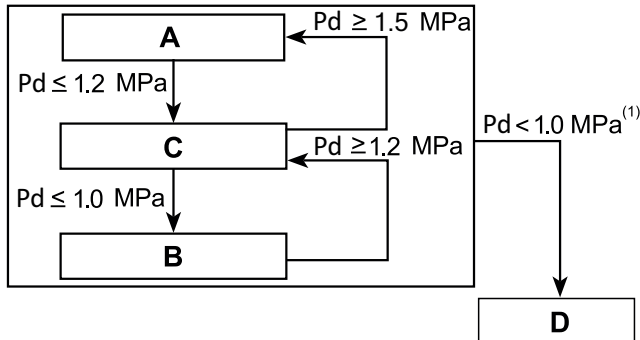 A
Pd ≥ 1.5 MPa
Pd ≤ 1.2 MPa
C
Pd < 1.0 MPa(1)
Pd ≥1.2 MPa
Pd ≤ 1.0 MPa
B
D